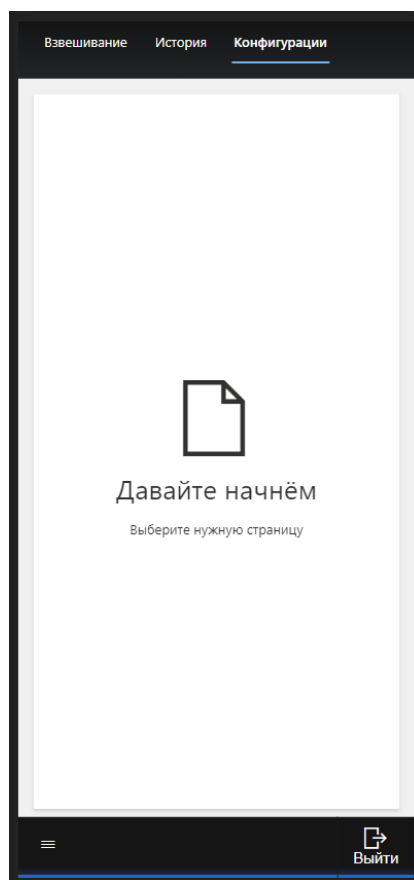 Взвешивание История Конфигурации
Давайте начнём
Выберите нужную страницу
Выйти